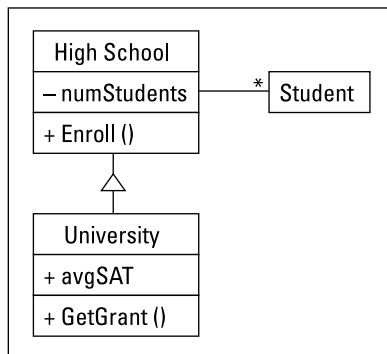 High School
– numStudents
* Student
+ Enroll ()
University
+ avgSAT
+ GetGrant ()